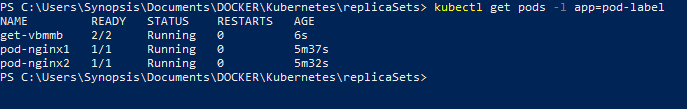 PS C:\Users\Synopsis\Documents\DOCKER\Kubernetes\replicaSets> kubectl get pods -l app=pod-label
NAME READY STATUS RESTARTS AGE
get-vbmmb 2/2 Running 0 6s
pod-nginx1 1/1 Running 0 5m37s
pod-nginx2 1/1 Running 0 5m32s
PS C:\Users\Synopsis\Documents\DOCKER\Kubernetes\replicaSets>